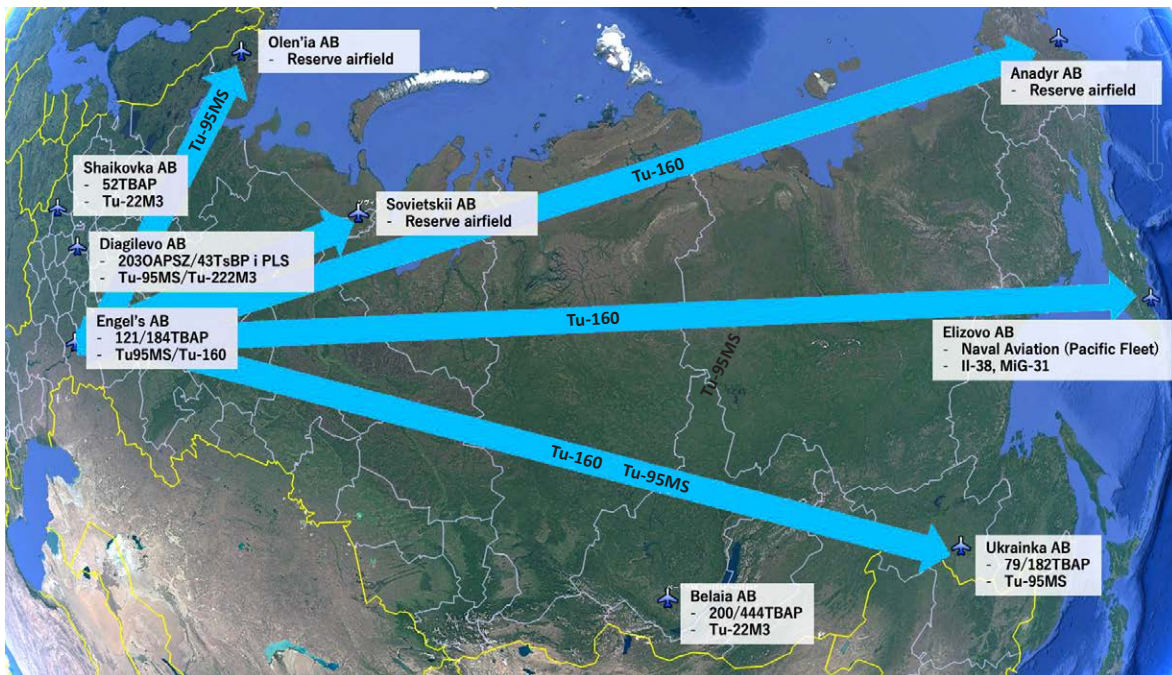 Olen'ia AB
- Reserve airfield
Anadyr AB
- Reserve airfield
Tu-95MS
Tu-160
Shaikovka AB
- 52TBAP
- Tu-22M3
Sovietskii AB
- Reserve airfield
Diagilevo AB
- 203OAPSZ/43TsBP i PLS
- Tu-95MS/Tu-222M3
Engel's AB
- 121/184TBAP
- Tu95MS/Tu-160
Tu-160
Elizovo AB
- Naval Aviation (Pacific Fleet)
- Il-38, MiG-31
Tu-95MS
Tu-160 Tu-95MS
Ukrainka AB
- 79/182TBAP
- Tu-95MS
Belaia AB
- 200/444TBAP
- Tu-22M3